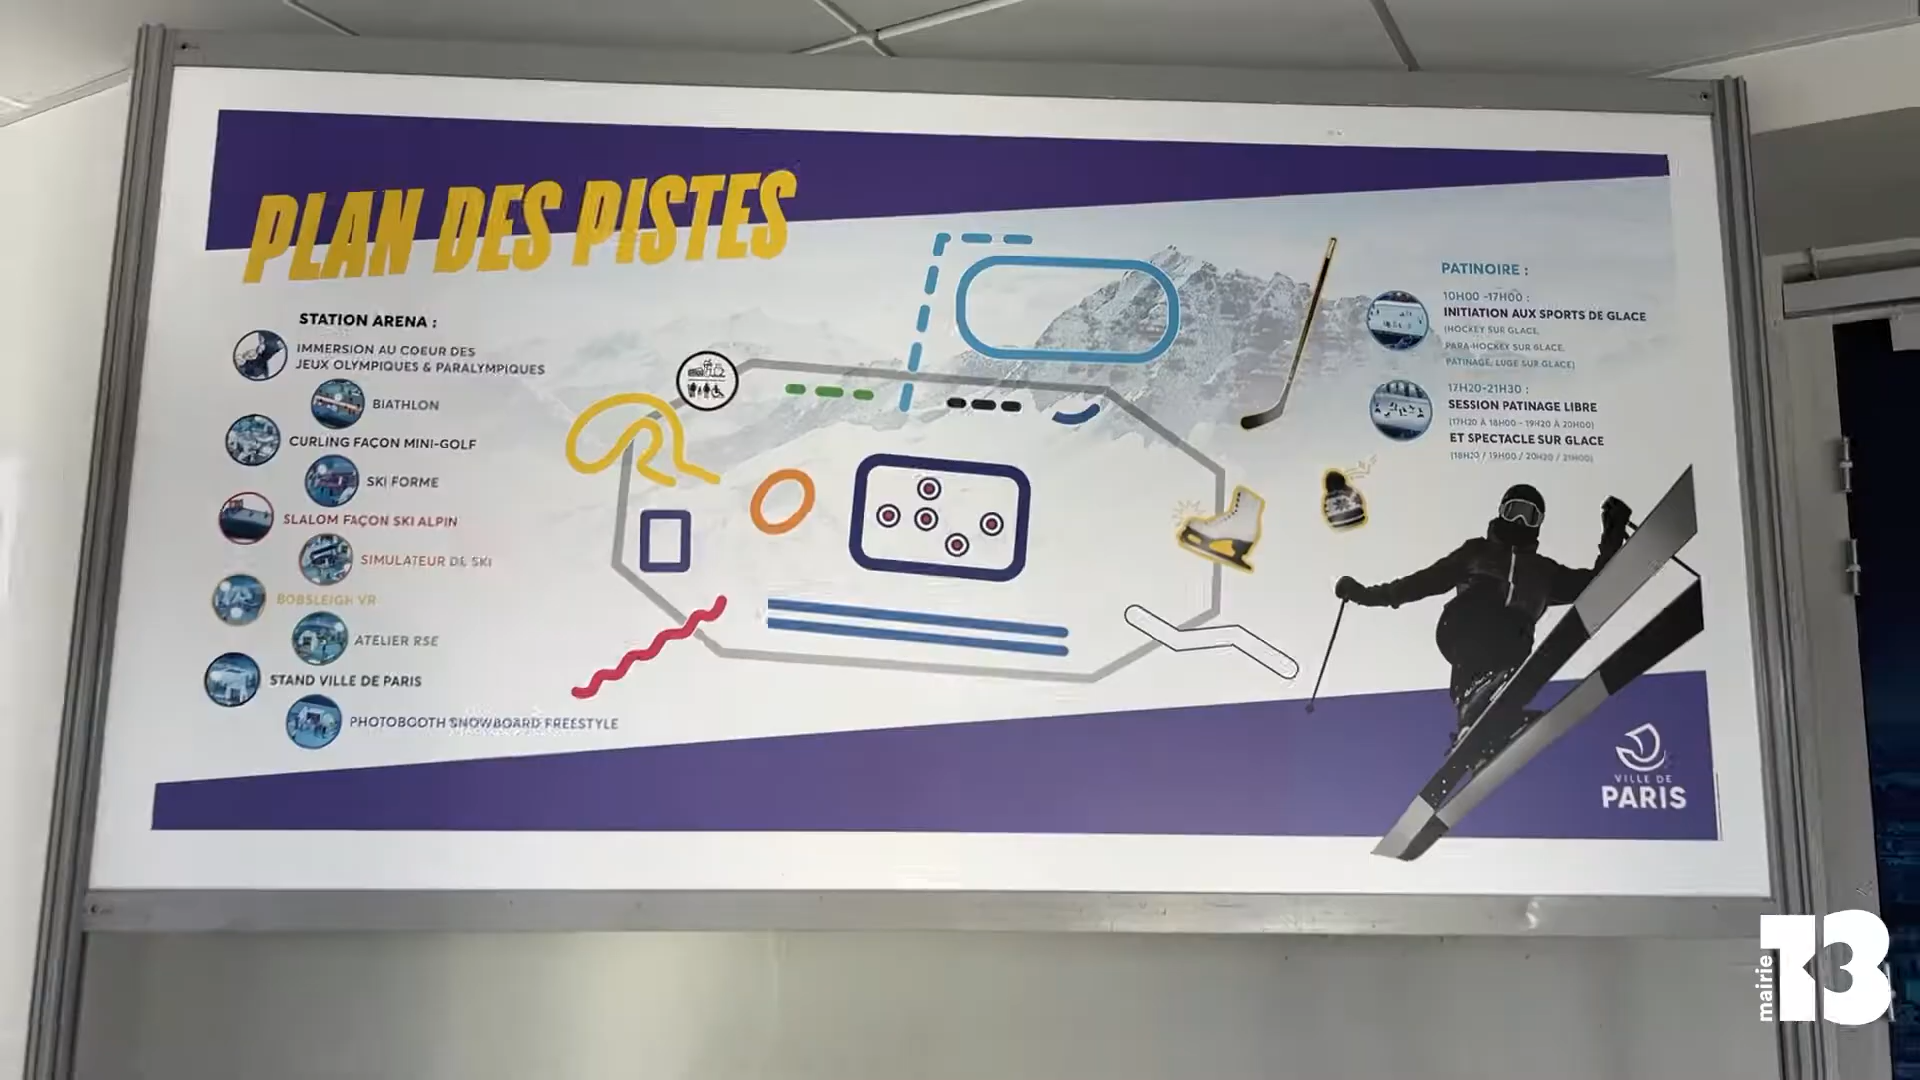 PLAN DES PISTES
STATION ARENA :
IMMERSION AU COEUR DES
JEUX OLYMPIQUES & PARALYMPIQUES
BIATHLON
CURLING FAÇON MINI-GOLF
SKI FORME
SLALOM FAÇON SKI ALPIN
SIMULATEUR DE SKI
BOBSLEIGH VR
ATELIER RSE
STAND VILLE DE PARIS
PHOTOBOOTH SNOWBOARD FREESTYLE
PATINOIRE :
10H00 -17H00 :
INITIATION AUX SPORTS DE GLACE
(HOCKEY SUR GLACE,
PARA-HOCKEY SUR GLACE,
PATINAGE, LUGE SUR GLACE)
17H20-21H30 :
SESSION PATINAGE LIBRE
(17H20 À 18H00 - 19H20 À 20H00)
ET SPECTACLE SUR GLACE
(18H20 / 19H00 / 20H20 / 21H00)
VILLE DE
PARIS
mairie 13